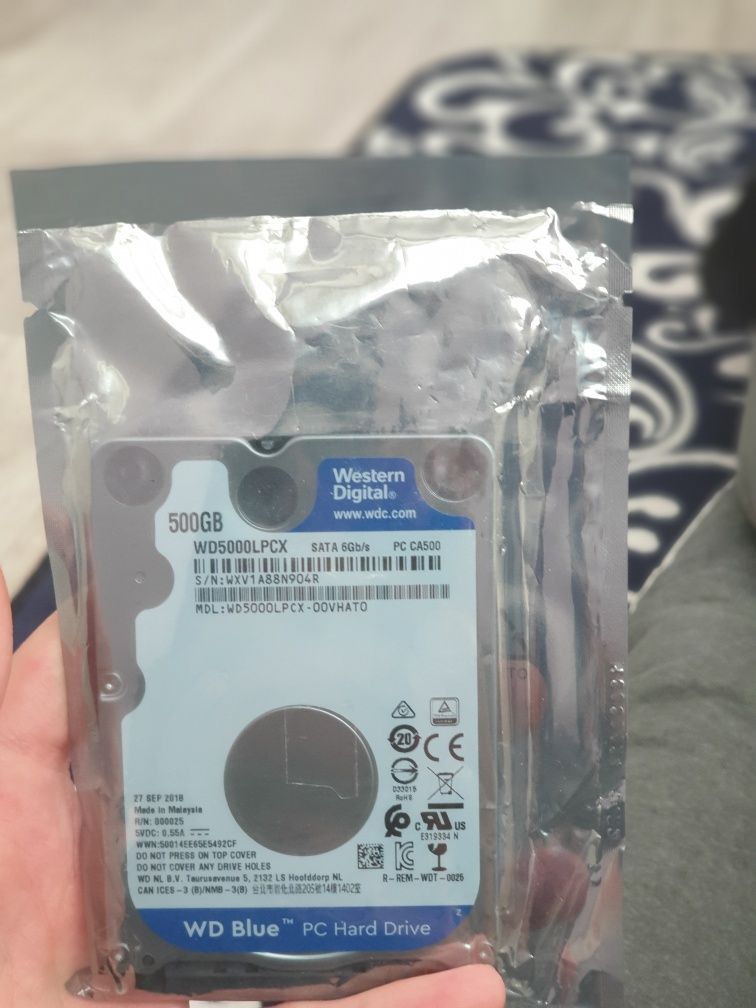 Western
Digital®
www.wdc.com
500GB
WD5000LPCX SATA 6Gb/s PC CA500
S/N:WXV1A88N904R
MDL:WD5000LPCX-00VHAT0
20
CE
D33015
RoHS
27 SEP 2018
Made in Malaysia
R/N: 800025
5VDC: 0.55A
WWN:50014EE65E5492CF
DO NOT PRESS ON TOP COVER
DO NOT COVER ANY DRIVE HOLES
WD NL B.V. Taurusavenue 5, 2132 LS Hoofddorp NL
CAN ICES-3 (B)/NMB-3(B)
c US
E319334 N
R-REM-WDT-0026
Z
WD Blue™ PC Hard Drive